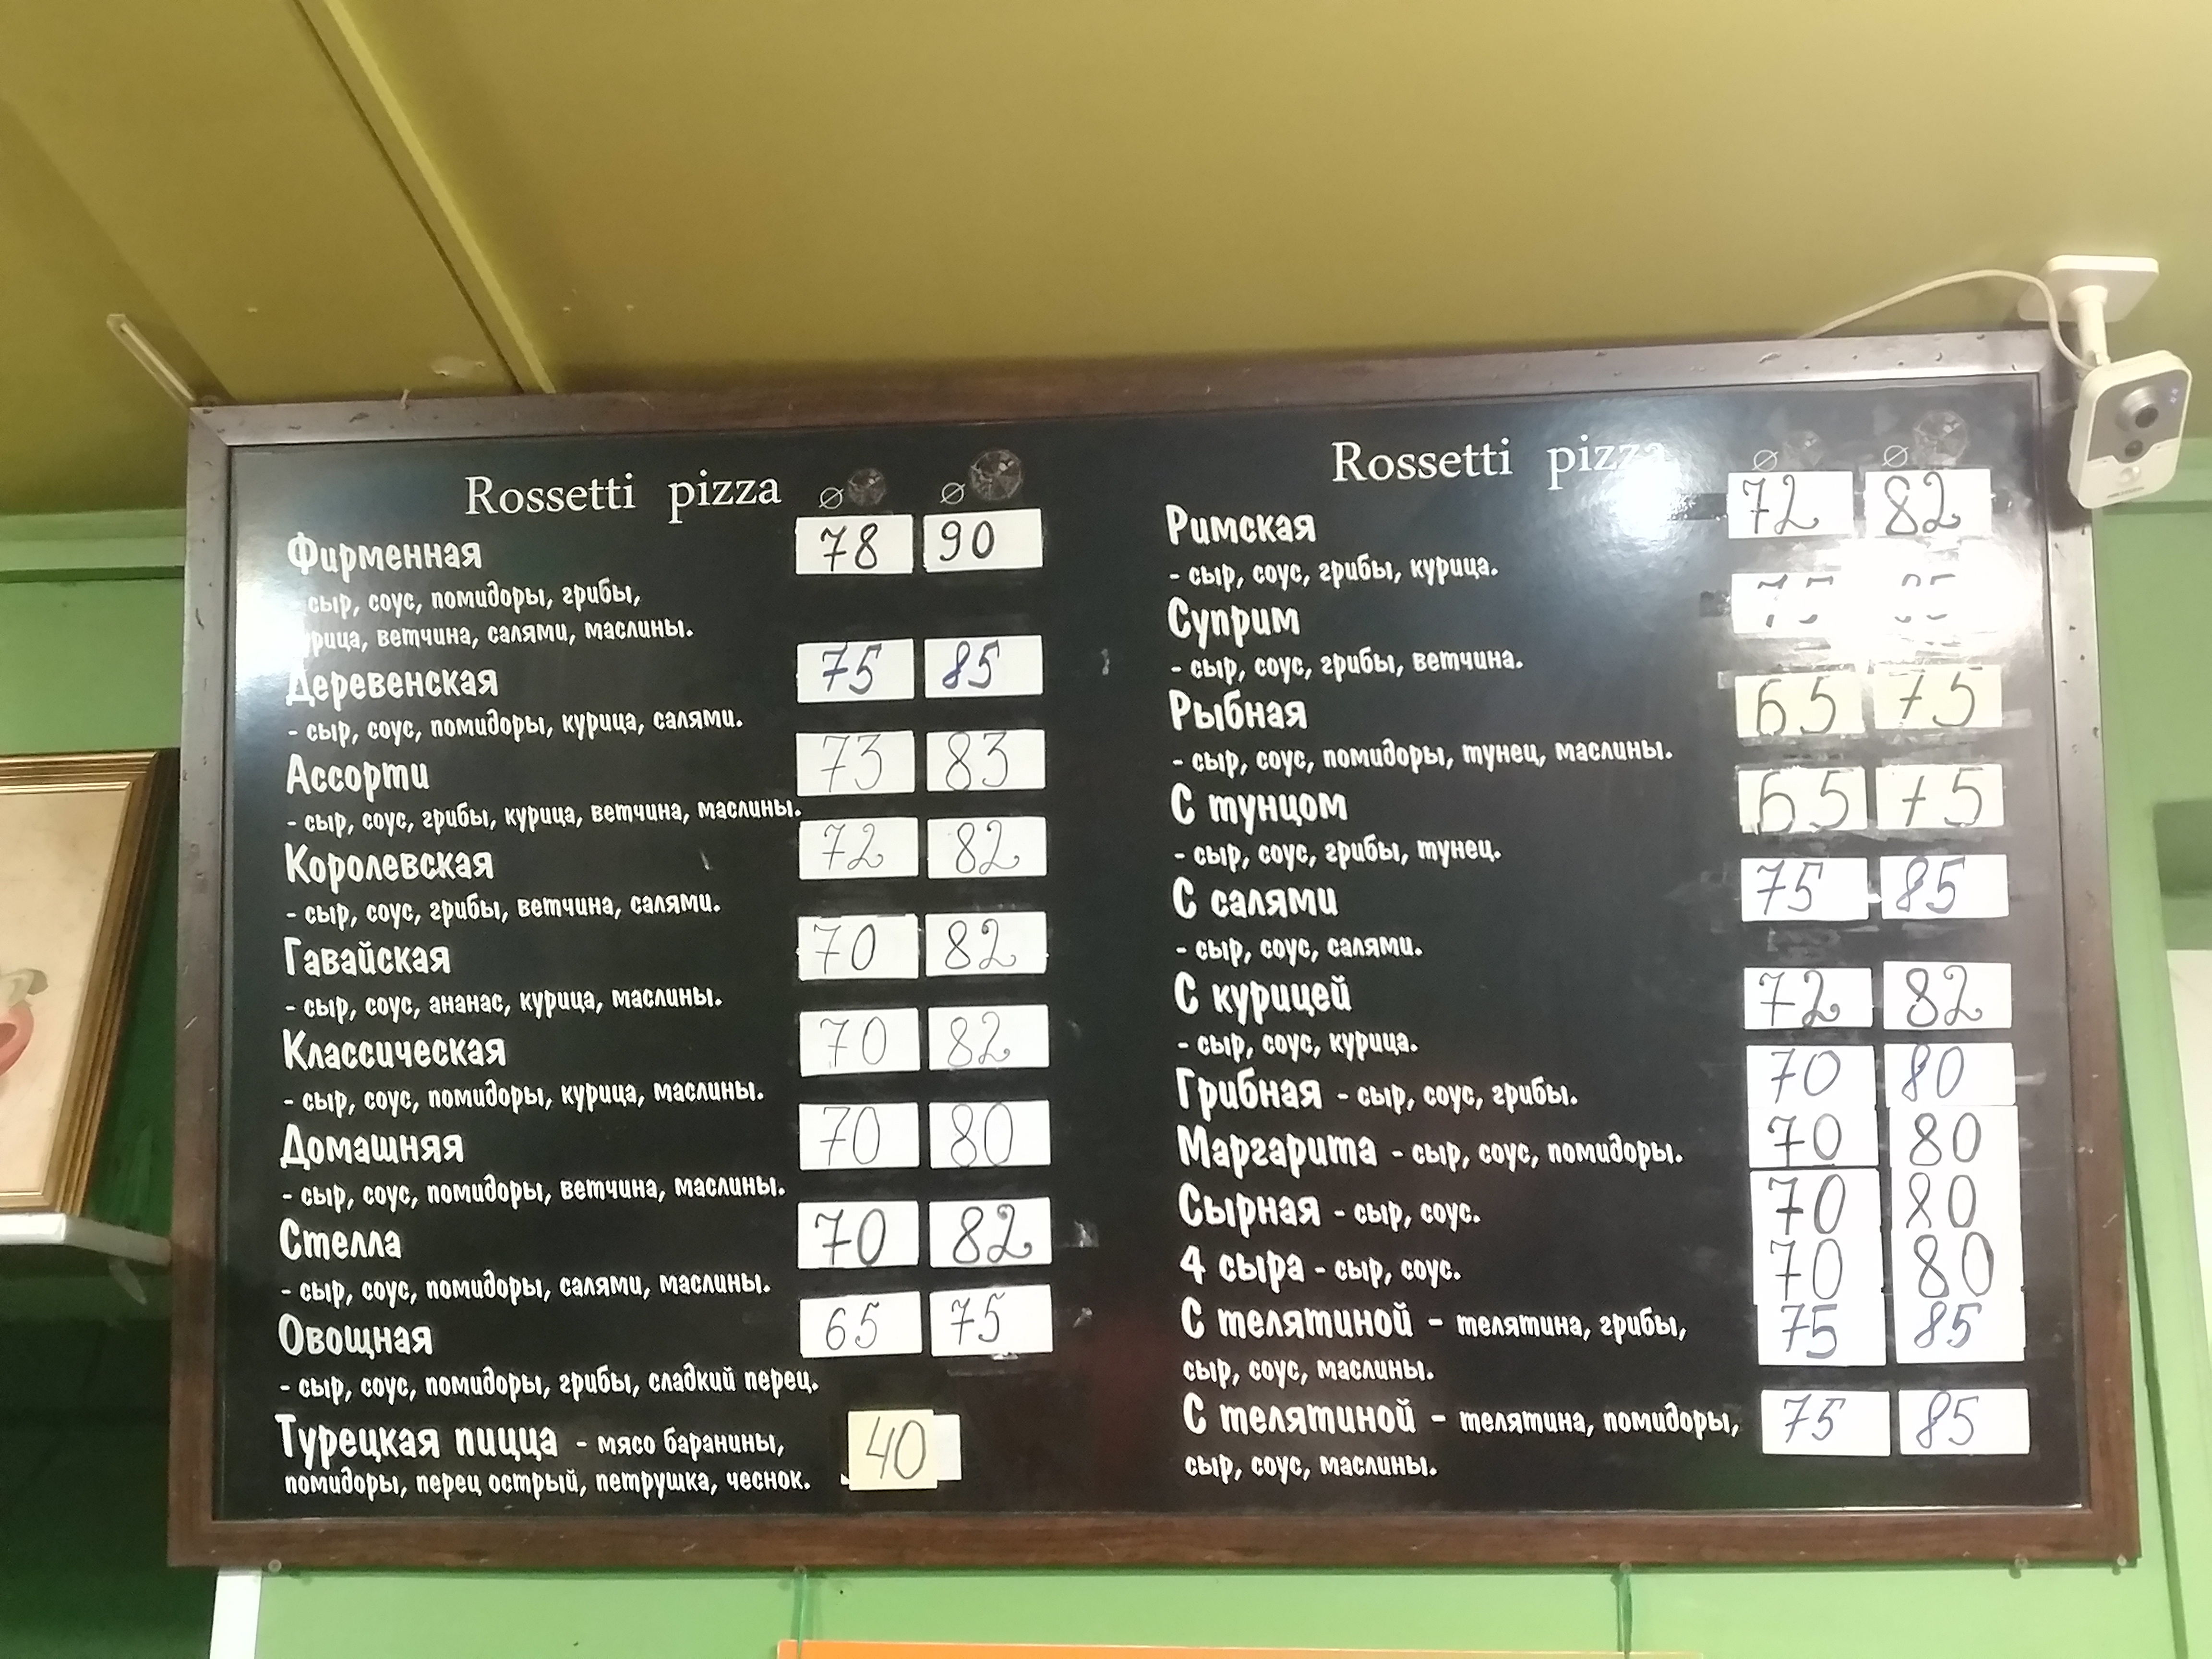 Rossetti pizza ⌀ ⌀
Фирменная 78 90
сыр, соус, помидоры, грибы,
ветчина, салями, маслины.
Деревенская 75 85
- сыр, соус, помидоры, курица, салями.
Ассорти 73 83
- сыр, соус, грибы, курица, ветчина, маслины.
Королевская 72 82
- сыр, соус, грибы, ветчина, салями.
Гавайская 70 82
- сыр, соус, ананас, курица, маслины.
Классическая 70 82
- сыр, соус, помидоры, курица, маслины.
Домашняя 70 80
- сыр, соус, помидоры, ветчина, маслины.
Стелла 70 82
- сыр, соус, помидоры, салями, маслины.
Овощная 65 75
- сыр, соус, помидоры, грибы, сладкий перец.
Турецкая пицца - мясо баранины, 40
помидоры, перец острый, петрушка, чеснок.
Rossetti pizza ⌀ ⌀
Римская 72 82
- сыр, соус, грибы, курица.
Суприм
- сыр, соус, грибы, ветчина.
Рыбная 65 75
- сыр, соус, помидоры, тунец, маслины.
С тунцом 65 75
- сыр, соус, грибы, тунец.
С салями 75 85
- сыр, соус, салями.
С курицей 72 82
- сыр, соус, курица.
Грибная - сыр, соус, грибы. 70 80
Маргарита - сыр, соус, помидоры. 70 80
Сырная - сыр, соус. 70 80
4 сыра - сыр, соус. 70 80
С телятиной - телятина, грибы, 75 85
сыр, соус, маслины.
С телятиной - телятина, помидоры, 75 85
сыр, соус, маслины.